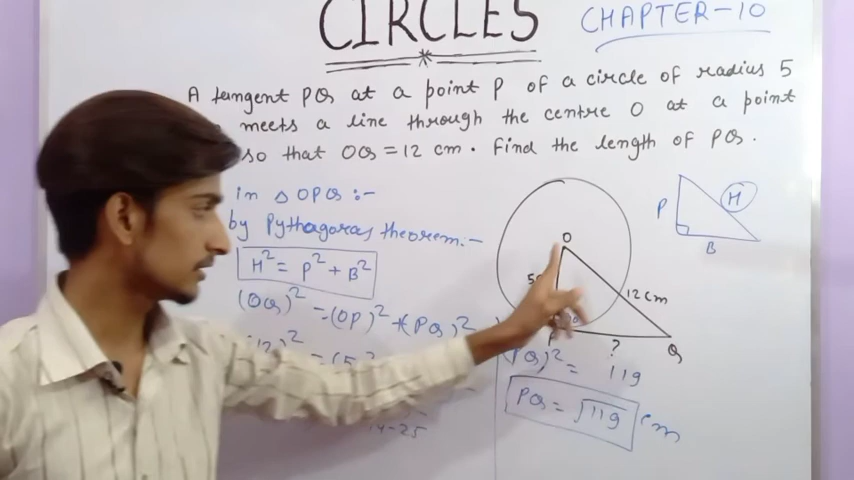 CIRCLES
CHAPTER-10
A tangent PQ at a point P of a circle of radius 5
meets a line through the centre O at a point
so that OQ = 12 cm. Find the length of PQ.
in △ OPQ :-
by Pythagoras theorem:-
H² = P² + B²
(OQ)² = (OP)² + (PQ)²
O
12 cm
P
?
Q
P
H
B
(PQ)² = 119
PQ = √119 cm